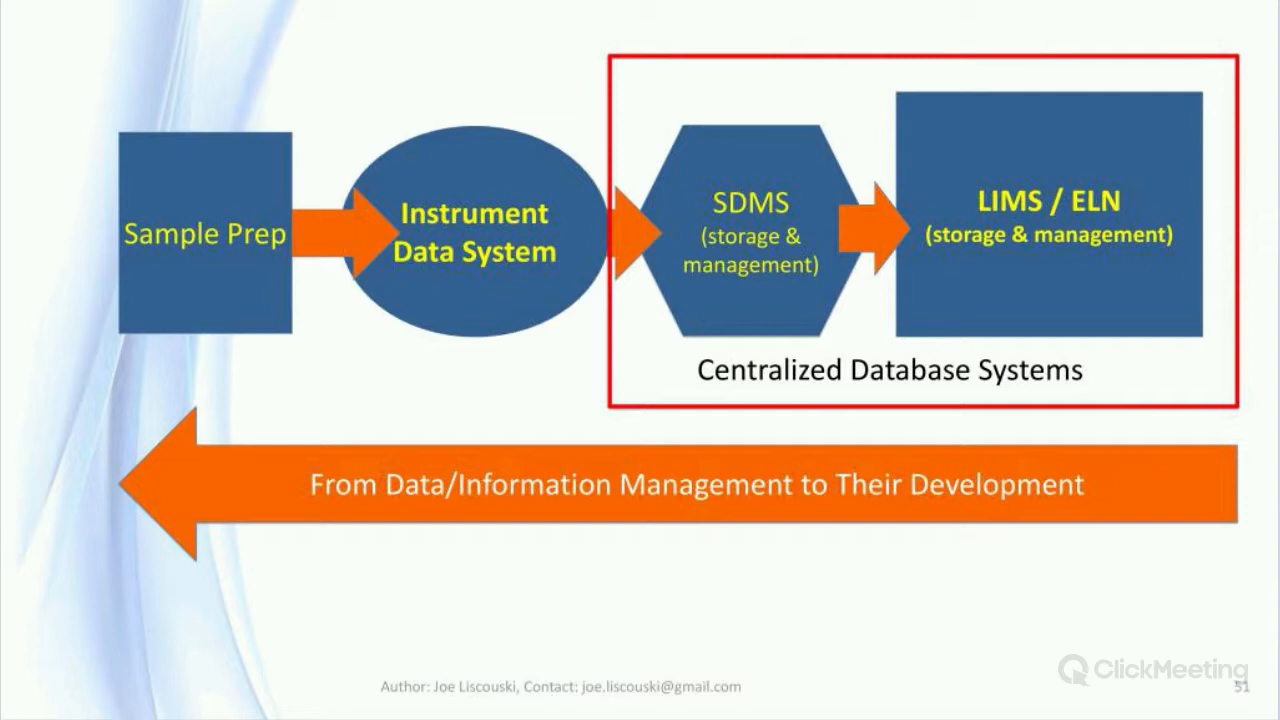 Sample Prep
Instrument
Data System
SDMS
(storage &
management)
LIMS / ELN
(storage & management)
Centralized Database Systems
From Data/Information Management to Their Development
Author: Joe Liscouski, Contact: joe.liscouski@gmail.com
ClickMeeting
51